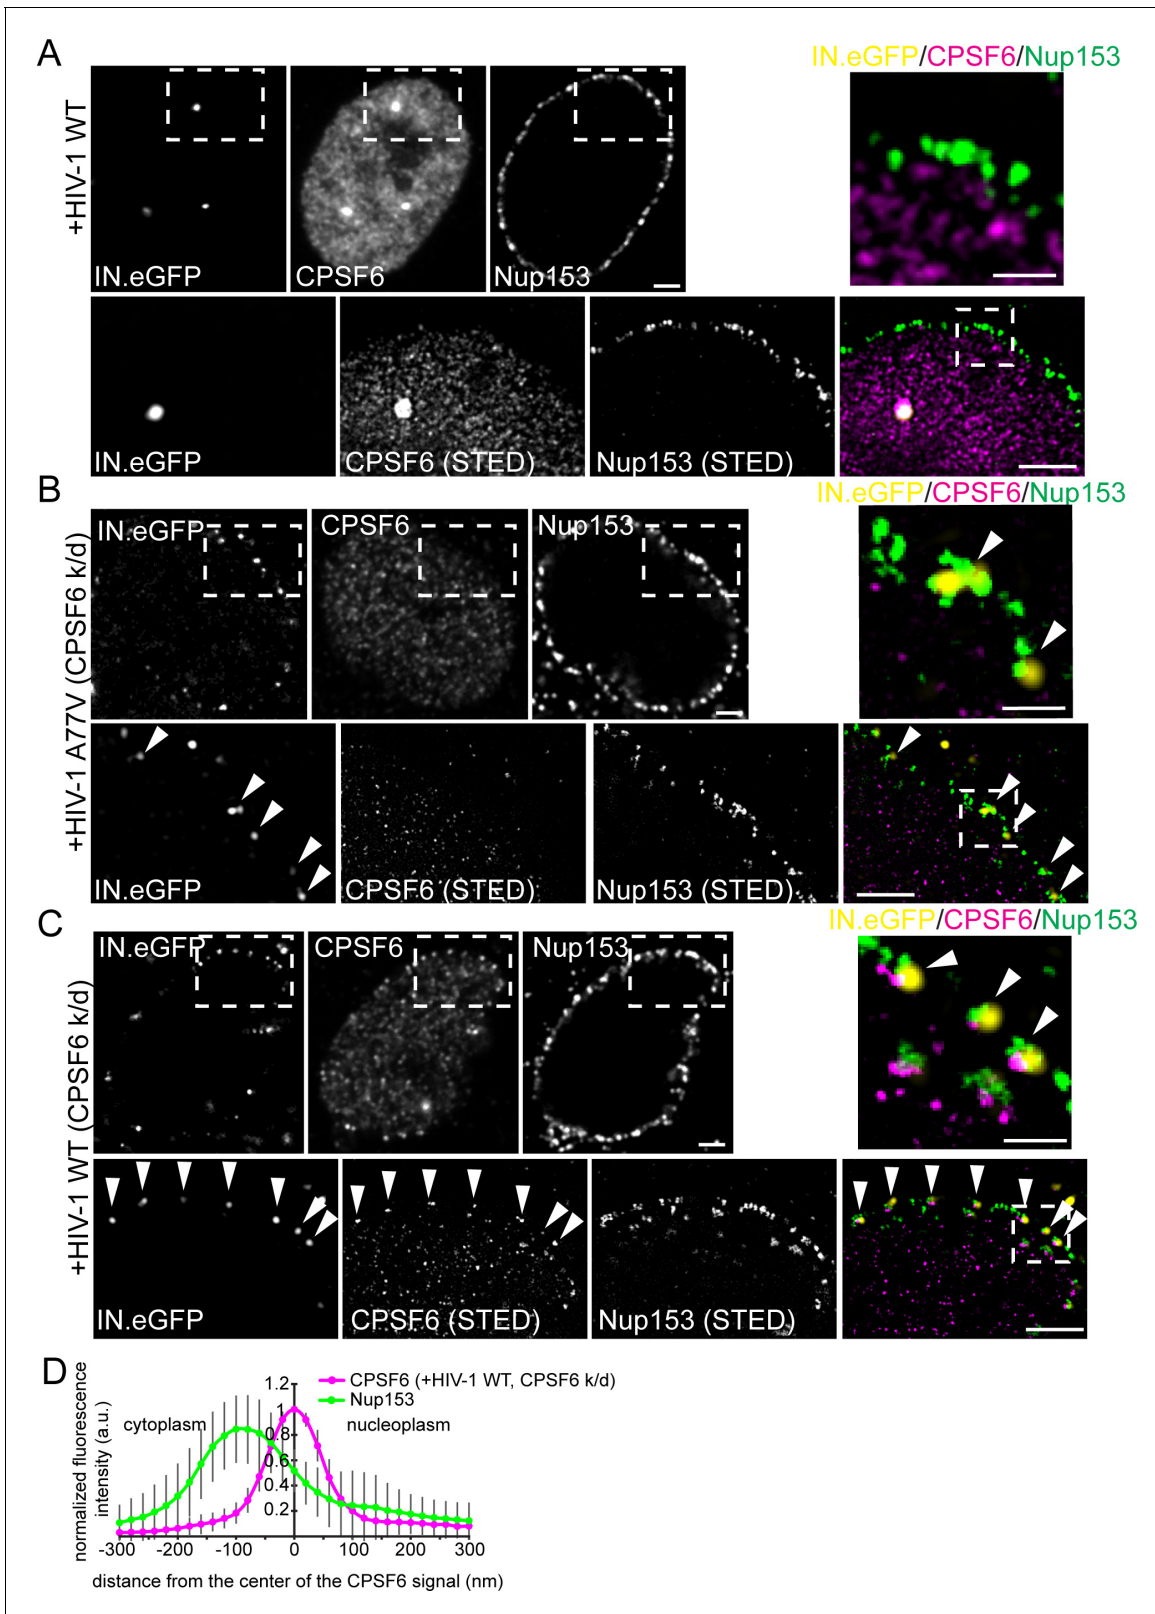 A
IN.eGFP/CPSF6/Nup153
+HIV-1 WT
IN.eGFP
CPSF6
Nup153
IN.eGFP
CPSF6 (STED)
Nup153 (STED)
B
IN.eGFP/CPSF6/Nup153
+HIV-1 A77V (CPSF6 k/d)
IN.eGFP
CPSF6
Nup153
IN.eGFP
CPSF6 (STED)
Nup153 (STED)
C
IN.eGFP/CPSF6/Nup153
+HIV-1 WT (CPSF6 k/d)
IN.eGFP
CPSF6
Nup153
IN.eGFP
CPSF6 (STED)
Nup153 (STED)
D
normalized fluorescence
intensity (a.u.)
CPSF6 (+HIV-1 WT, CPSF6 k/d)
Nup153
cytoplasm
nucleoplasm
1.2
1
0.8
0.6
0.4
0.2
-300 -200 -100 0 100 200 300
distance from the center of the CPSF6 signal (nm)